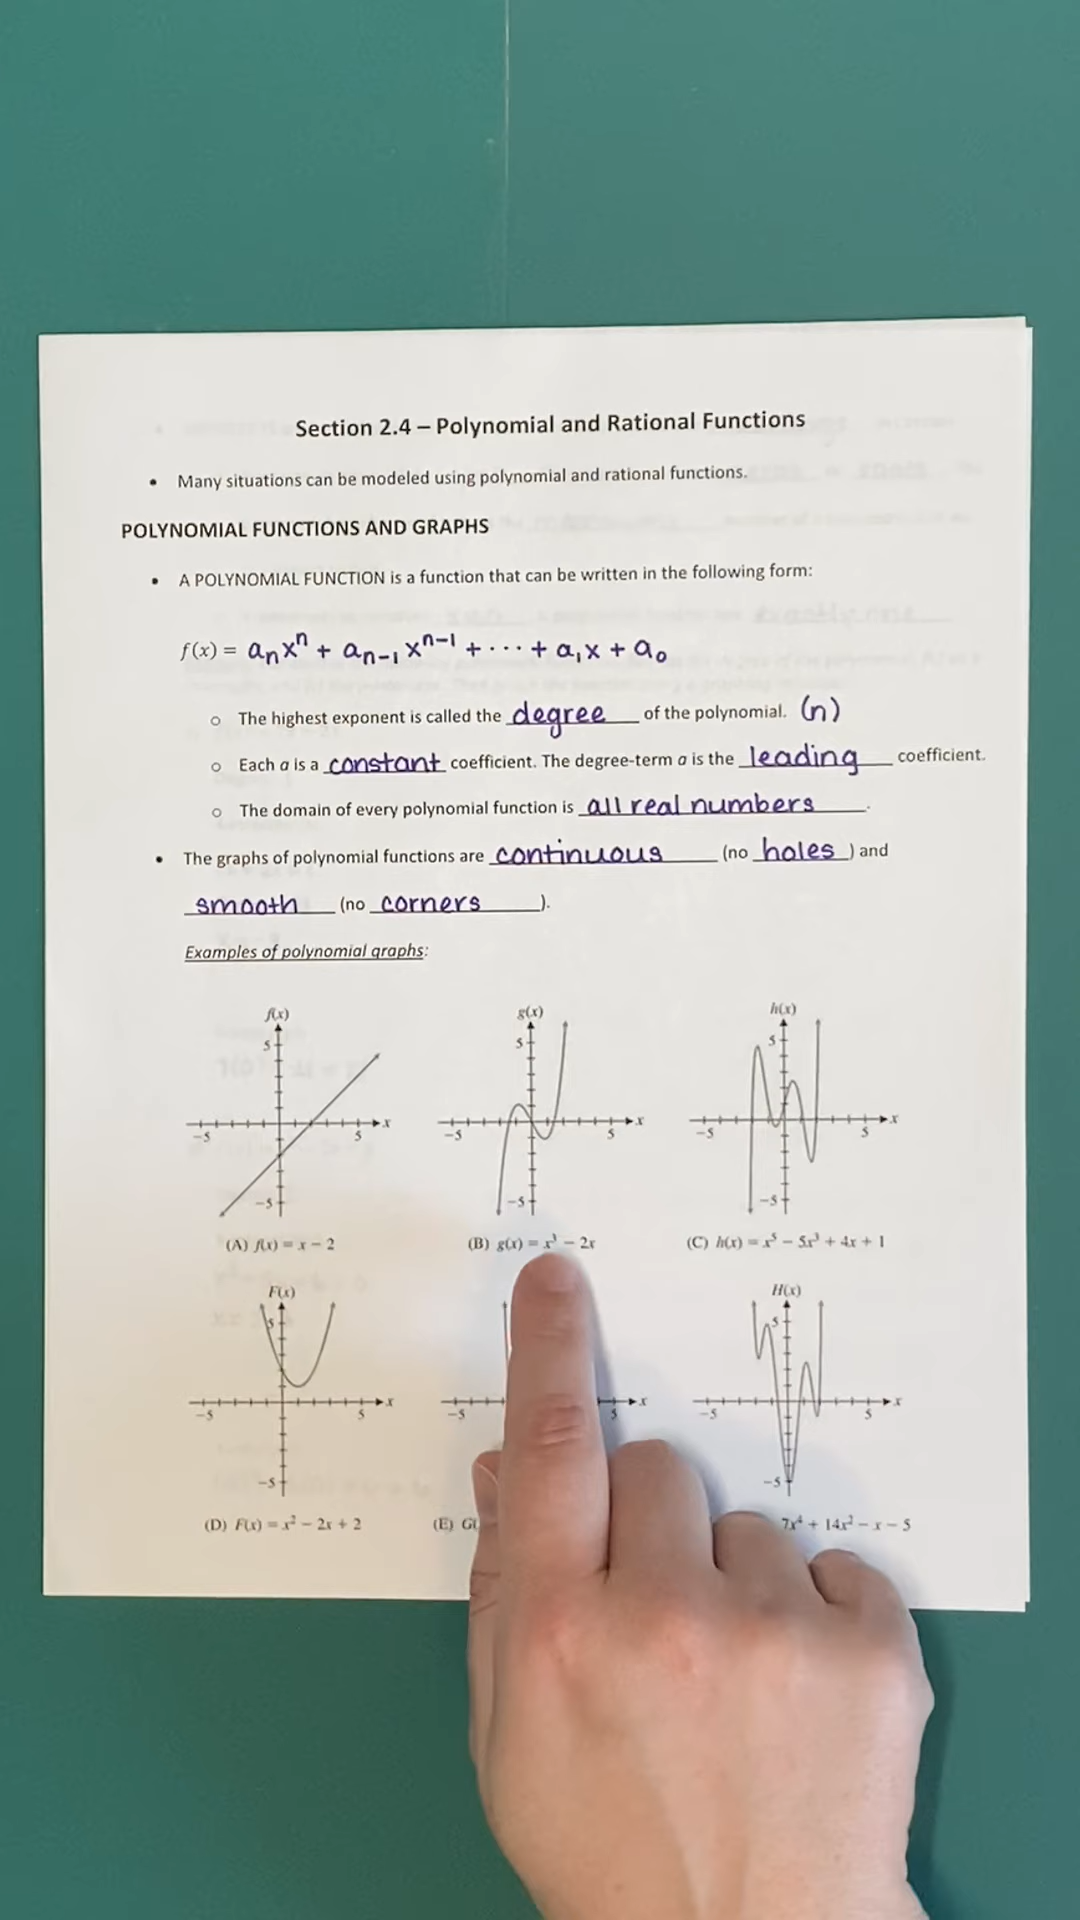 Section 2.4 – Polynomial and Rational Functions
• Many situations can be modeled using polynomial and rational functions.
POLYNOMIAL FUNCTIONS AND GRAPHS
• A POLYNOMIAL FUNCTION is a function that can be written in the following form:
f(x) = aₙxⁿ + aₙ₋₁xⁿ⁻¹ + ··· + a₁x + a₀
o The highest exponent is called the degree of the polynomial. (n)
o Each a is a constant coefficient. The degree-term a is the leading coefficient.
o The domain of every polynomial function is all real numbers.
• The graphs of polynomial functions are continuous (no holes) and
smooth (no corners).
Examples of polynomial graphs:
f(x) g(x) h(x)
5 5 5
x x x
−5 5 −5 5 −5 5
−5 −5 −5
(A) f(x) = x − 2 (B) g(x) = x³ − 2x (C) h(x) = x⁵ − 5x³ + 4x + 1
F(x) H(x)
5 5
x x x
−5 5 −5 5 −5 5
−5 −5
(D) F(x) = x² − 2x + 2 (E) G( 7x⁴ + 14x² − x − 5